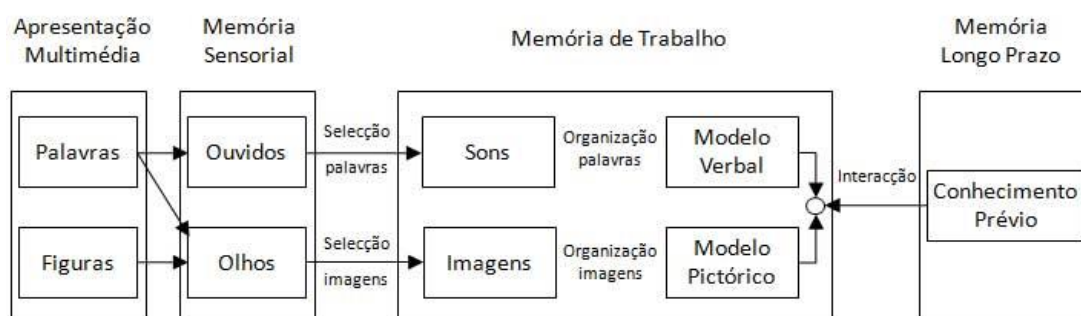 Apresentação
Multimédia
Memória
Sensorial
Memória de Trabalho
Memória
Longo Prazo
Palavras
Ouvidos
Selecção
palavras
Sons
Organização
palavras
Modelo
Verbal
Interacção
Conhecimento
Prévio
Figuras
Olhos
Selecção
imagens
Imagens
Organização
imagens
Modelo
Pictórico